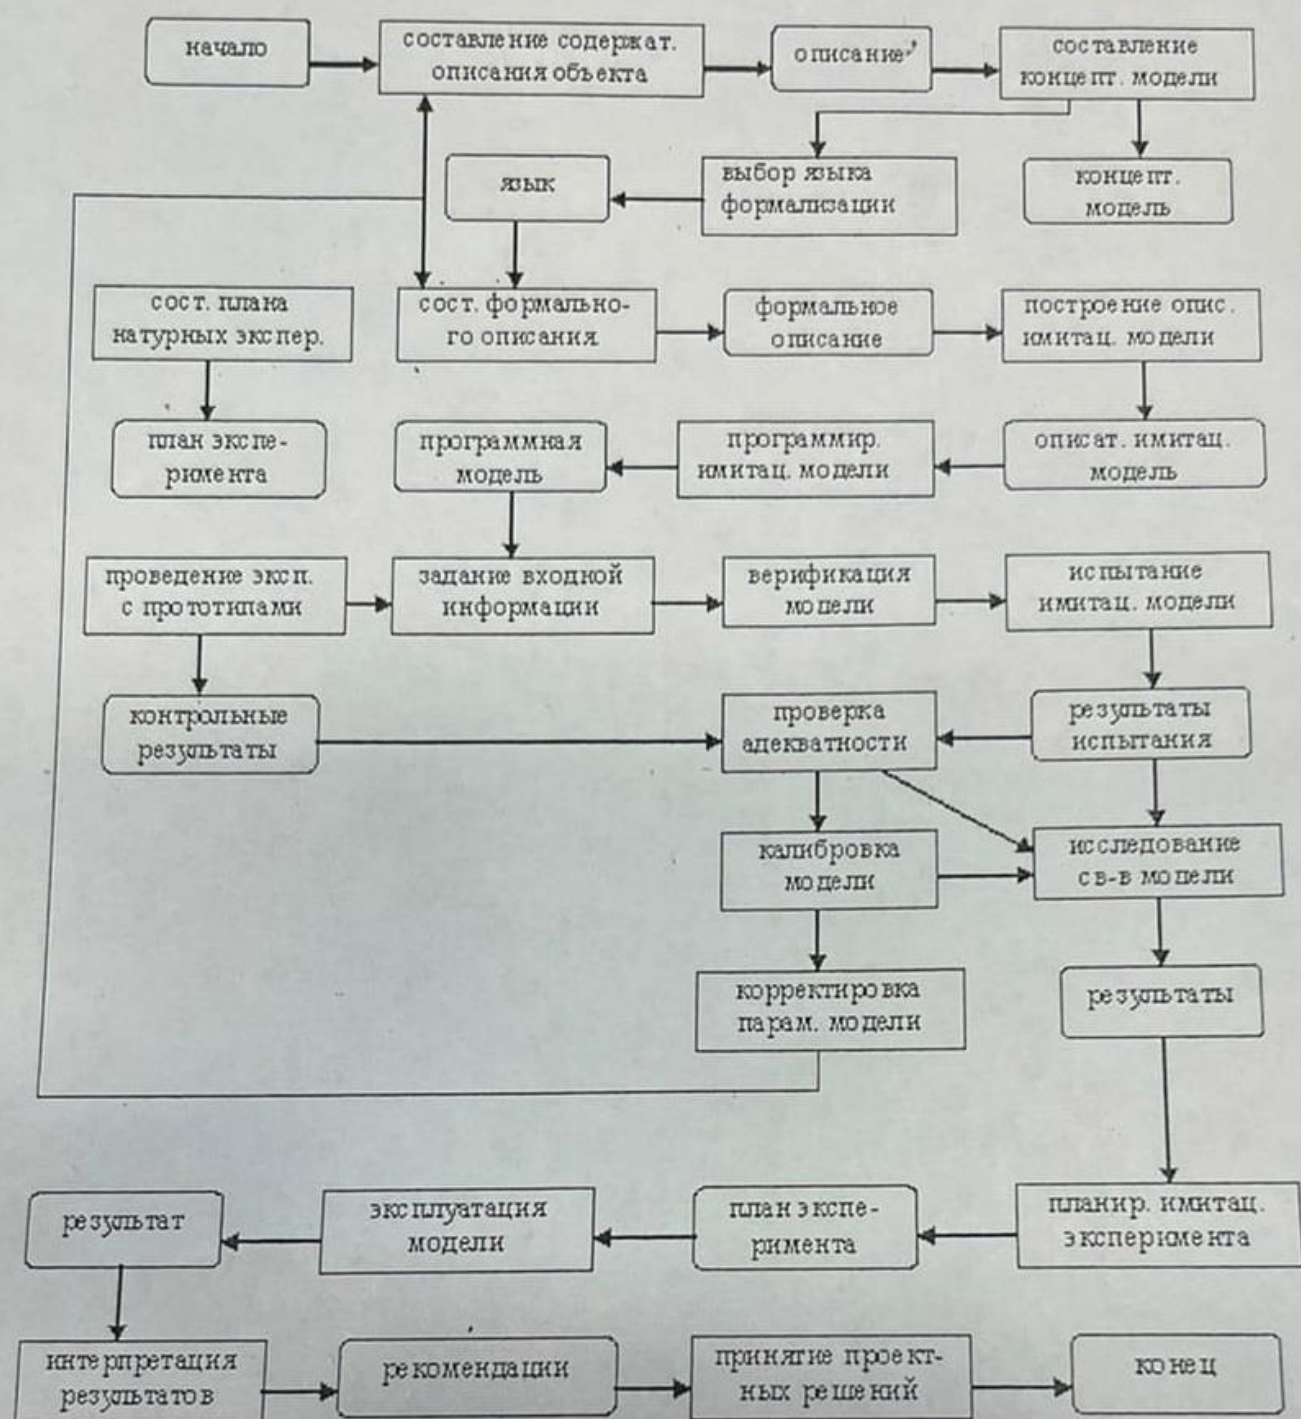 начало
составление содержат.
описания объекта
описание
составление
концепт. модели
язык
выбор языка
формализации
концепт.
модель
сост. плана
натурных экспер.
сост. формально-
го описания
формальное
описание
построение опис.
имитац. модели
план экспе-
римента
программная
модель
программир.
имитац. модели
описат. имитац.
модель
проведение эксп.
с прототипами
задание входной
информации
верификация
модели
испытание
имитац. модели
контрольные
результаты
проверка
адекватности
результаты
испытания
калибровка
модели
исследование
св-в модели
корректировка
парам. модели
результаты
результат
эксплуатация
модели
план экспе-
римента
планир. имитац.
эксперимента
интерпретация
результатов
рекомендации
принятие проект-
ных решений
конец